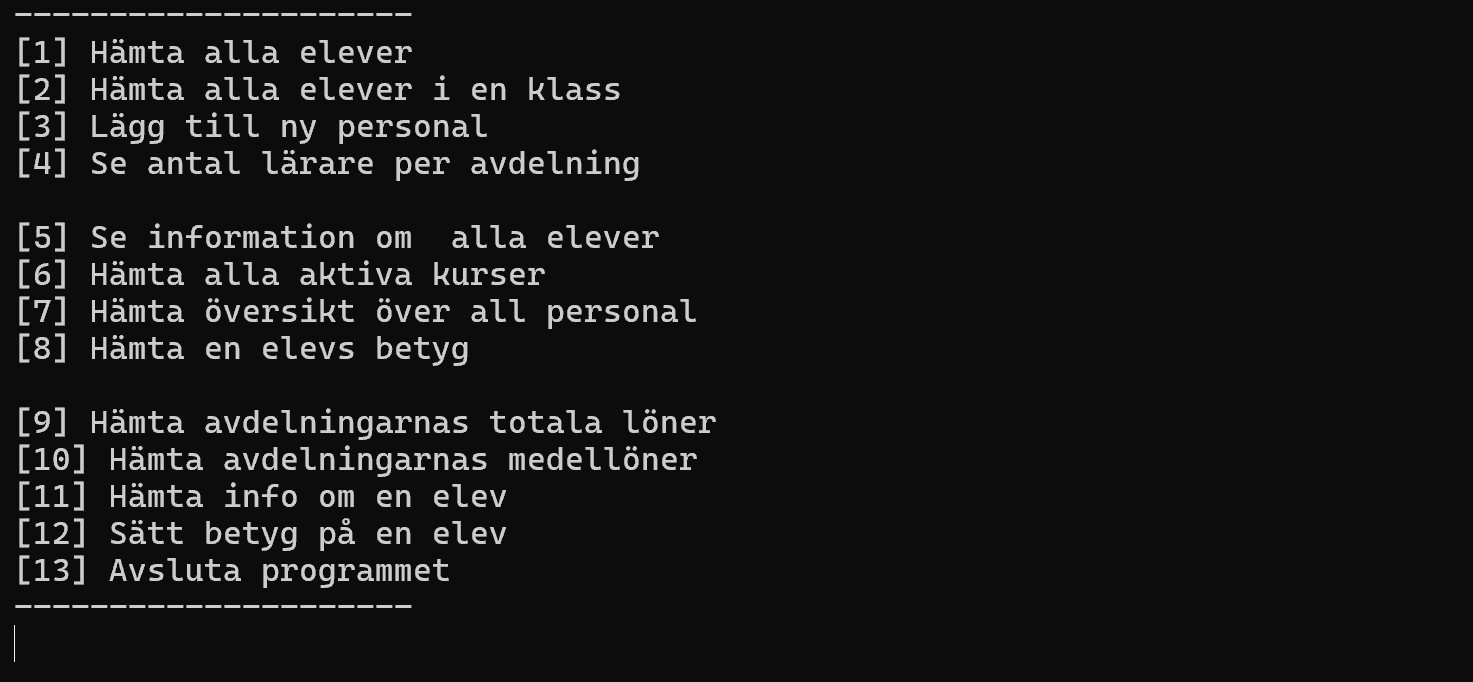 ---------------------
[1] Hämta alla elever
[2] Hämta alla elever i en klass
[3] Lägg till ny personal
[4] Se antal lärare per avdelning

[5] Se information om  alla elever
[6] Hämta alla aktiva kurser
[7] Hämta översikt över all personal
[8] Hämta en elevs betyg

[9] Hämta avdelningarnas totala löner
[10] Hämta avdelningarnas medellöner
[11] Hämta info om en elev
[12] Sätt betyg på en elev
[13] Avsluta programmet
---------------------